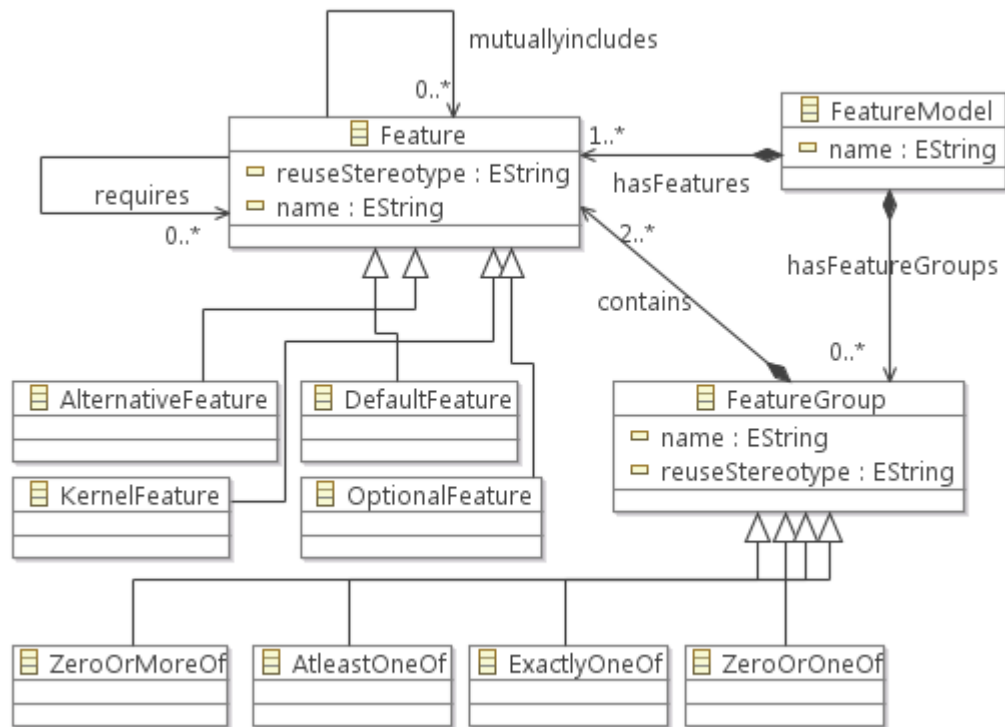 mutuallyincludes
0..*
Feature
reuseStereotype : EString
name : EString
requires
0..*
1..*
hasFeatures
FeatureModel
name : EString
2..*
contains
hasFeatureGroups
0..*
AlternativeFeature
DefaultFeature
KernelFeature
OptionalFeature
FeatureGroup
name : EString
reuseStereotype : EString
ZeroOrMoreOf
AtleastOneOf
ExactlyOneOf
ZeroOrOneOf